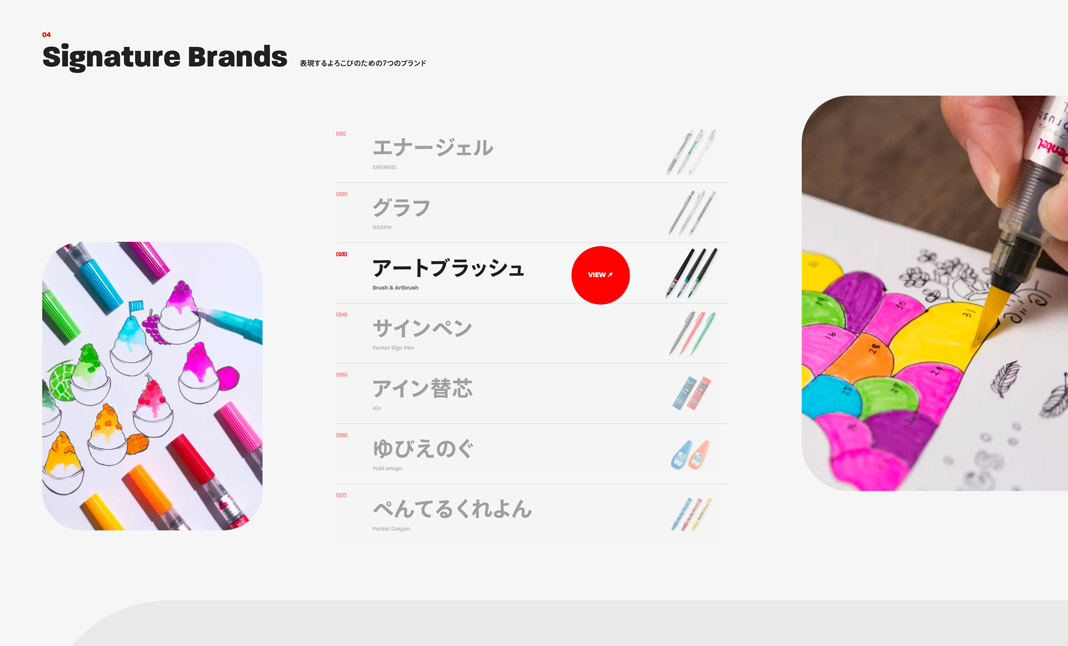 04
Signature Brands
表現するよろこびのための7つのブランド
(01)
エナージェル
ENERGEL
(02)
グラフ
GRAPH
(03)
アートブラッシュ
Brush & Artbrush
VIEW
(04)
サインペン
Pentel Sign Pen
(05)
アイン替芯
Ain
(06)
ゆびえのぐ
Yubi enogu
(07)
ぺんてるくれよん
Pentel Crayon
Pentel